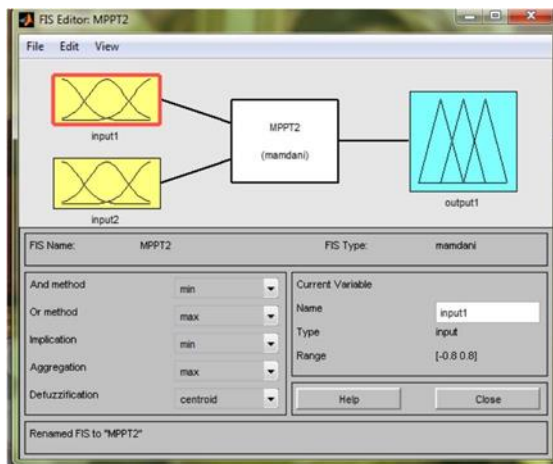 FIS Editor: MPPT2
File Edit View
input1
input2
MPPT2
(mamdani)
output1
FIS Name: MPPT2 FIS Type: mamdani
And method min
Or method max
Implication min
Aggregation max
Defuzzification centroid
Current Variable
Name input1
Type input
Range [-0.8 0.8]
Help Close
Renamed FIS to "MPPT2"